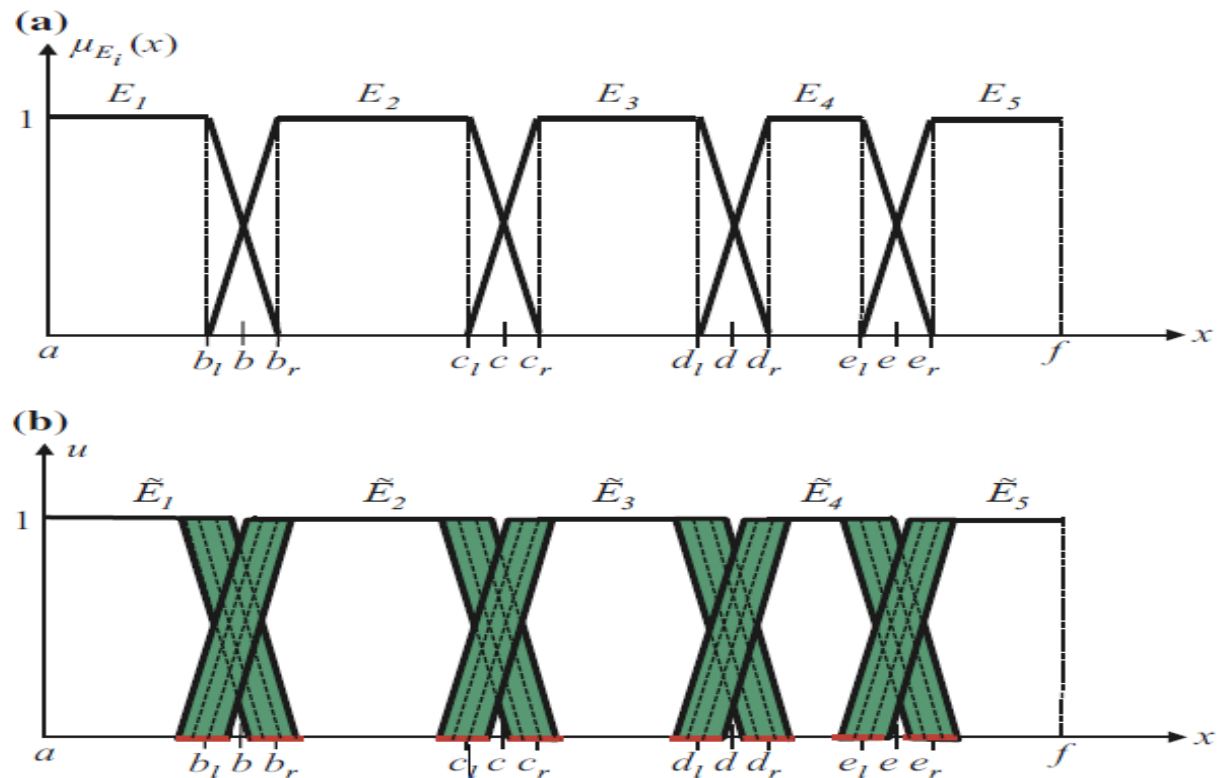 (a)
μ_{E_i}(x)
E_1 E_2 E_3 E_4 E_5
1
a b_l b b_r c_l c c_r d_l d d_r e_l e e_r f x
(b)
u
Ẽ_1 Ẽ_2 Ẽ_3 Ẽ_4 Ẽ_5
1
a b_l b b_r c_l c c_r d_l d d_r e_l e e_r f x